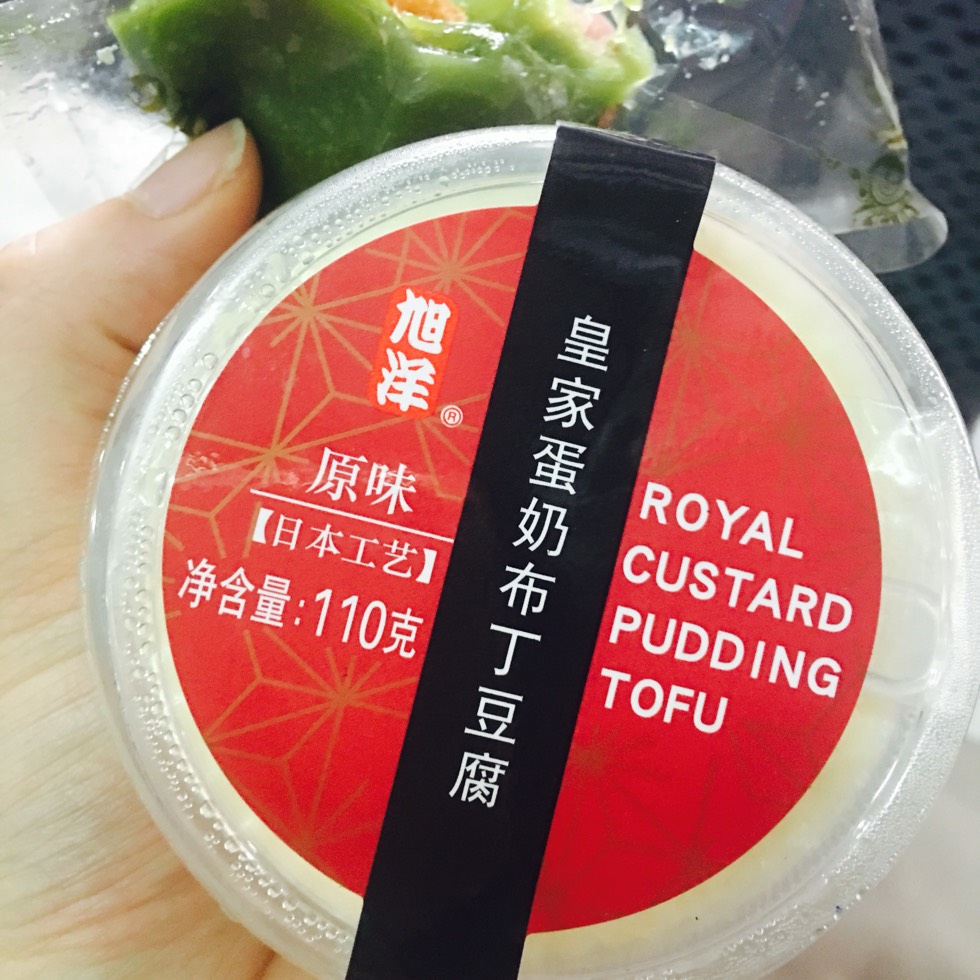 旭洋
®
原味
【日本工艺】
净含量:110克
皇家蛋奶布丁豆腐
ROYAL
CUSTARD
PUDDING
TOFU